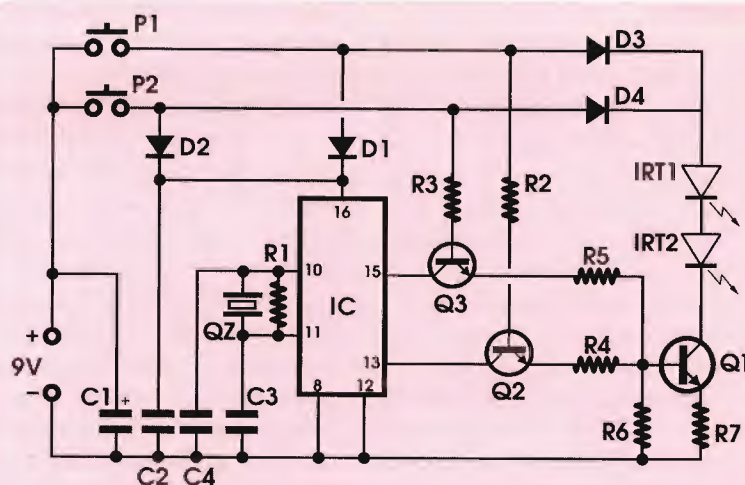 P1
D3
P2
D4
D2
D1
IRT1
R3
R2
16
IRT2
R1
10
15
R5
IC
Q3
QZ
11
+
13
R4
Q1
9V
Q2
−
C1
+
C3
8
12
R6
R7
C2
C4